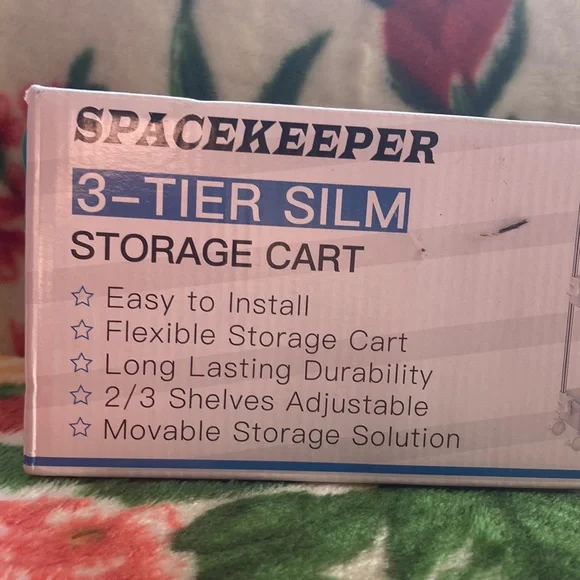 SPACEKEEPER
3-TIER SILM
STORAGE CART
☆ Easy to Install
☆ Flexible Storage Cart
☆ Long Lasting Durability
☆ 2/3 Shelves Adjustable
☆ Movable Storage Solution